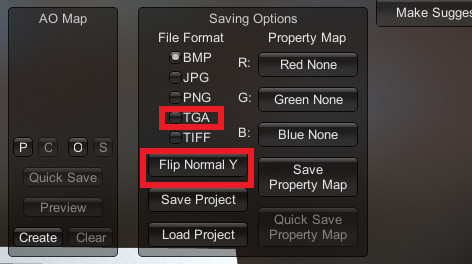 AO Map
P C O S
Quick Save
Preview
Create Clear
Saving Options
File Format
BMP
JPG
PNG
TGA
TIFF
Flip Normal Y
Save Project
Load Project
Property Map
R: Red None
G: Green None
B: Blue None
Save
Property Map
Quick Save
Property Map
Make Sugges